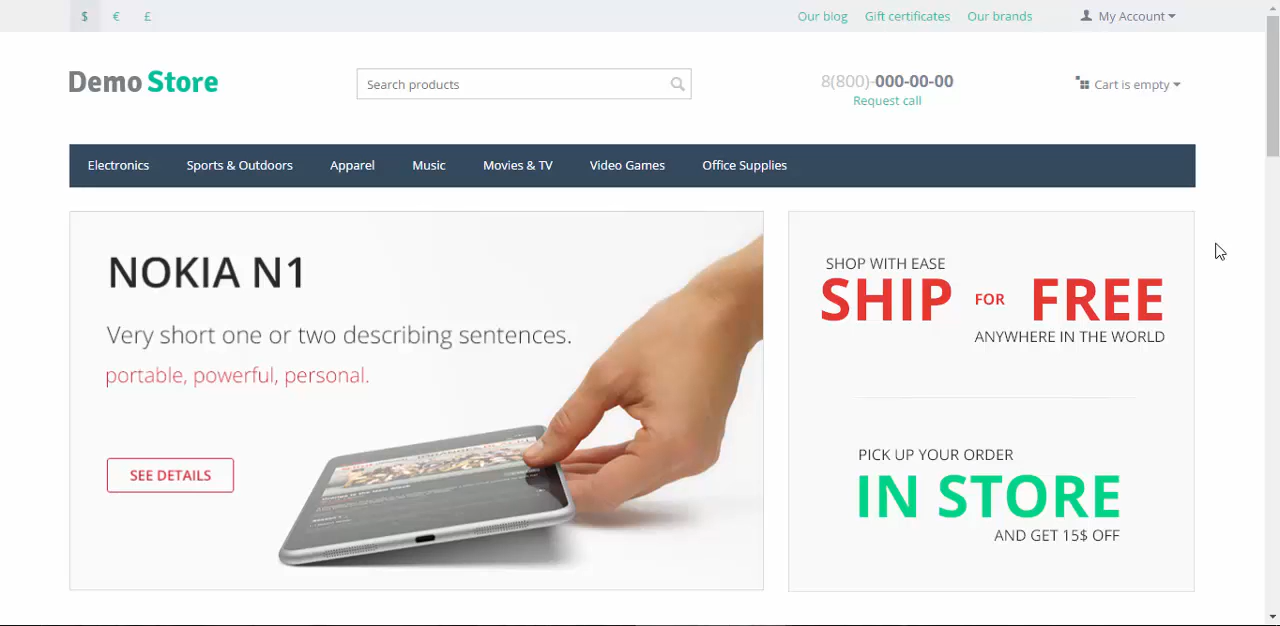 $ € £ Our blog Gift certificates Our brands My Account
Demo Store Search products 8(800)-000-00-00 Cart is empty
Request call
Electronics Sports & Outdoors Apparel Music Movies & TV Video Games Office Supplies
NOKIA N1
Very short one or two describing sentences.
portable, powerful, personal.
SEE DETAILS
SHOP WITH EASE
SHIP FOR FREE
ANYWHERE IN THE WORLD
PICK UP YOUR ORDER
IN STORE
AND GET 15$ OFF